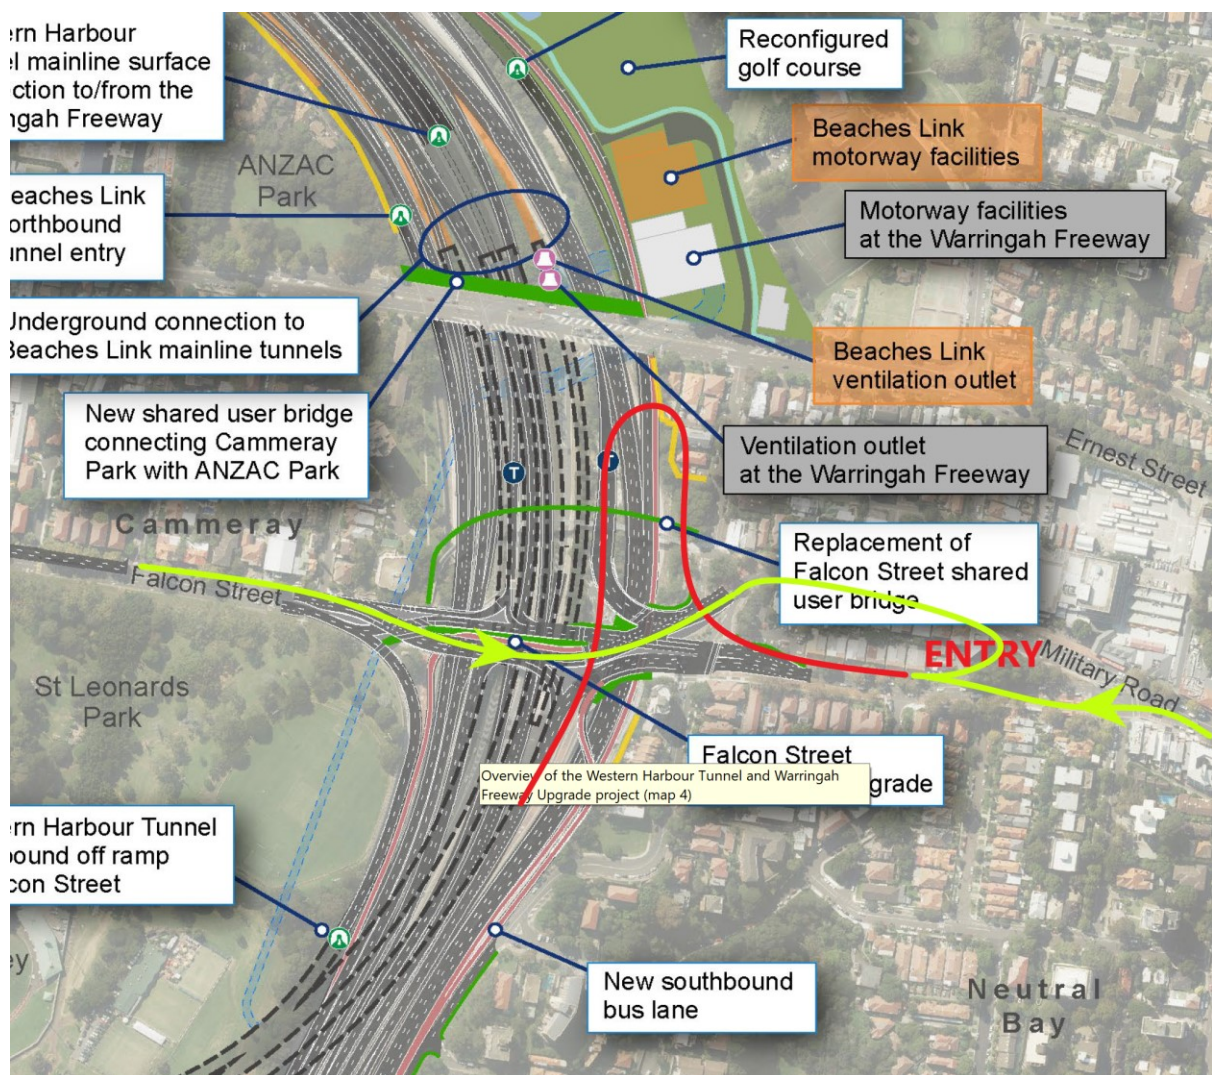 ern Harbour
el mainline surface
ction to/from the
ngah Freeway
Reconfigured
golf course
Beaches Link
motorway facilities
ANZAC
Park
Motorway facilities
at the Warringah Freeway
eaches Link
orthbound
unnel entry
Underground connection to
Beaches Link mainline tunnels
Beaches Link
ventilation outlet
New shared user bridge
connecting Cammeray
Park with ANZAC Park
Ventilation outlet
at the Warringah Freeway
Ernest Street
T
T
Cammeray
Replacement of
Falcon Street shared
user bridge
Falcon Street
ENTRY
Military Road
St Leonards
Park
Falcon Street
grade
Overview of the Western Harbour Tunnel and Warringah
Freeway Upgrade project (map 4)
ern Harbour Tunnel
ound off ramp
con Street
ey
New southbound
bus lane
Neutral
Bay